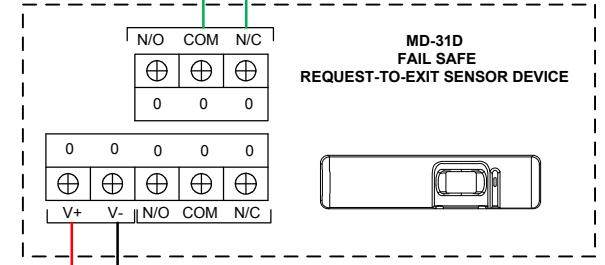 N/O COM N/C
MD-31D
FAIL SAFE
REQUEST-TO-EXIT SENSOR DEVICE
0 0 0
0 0 0 0 0
V+ V- N/O COM N/C